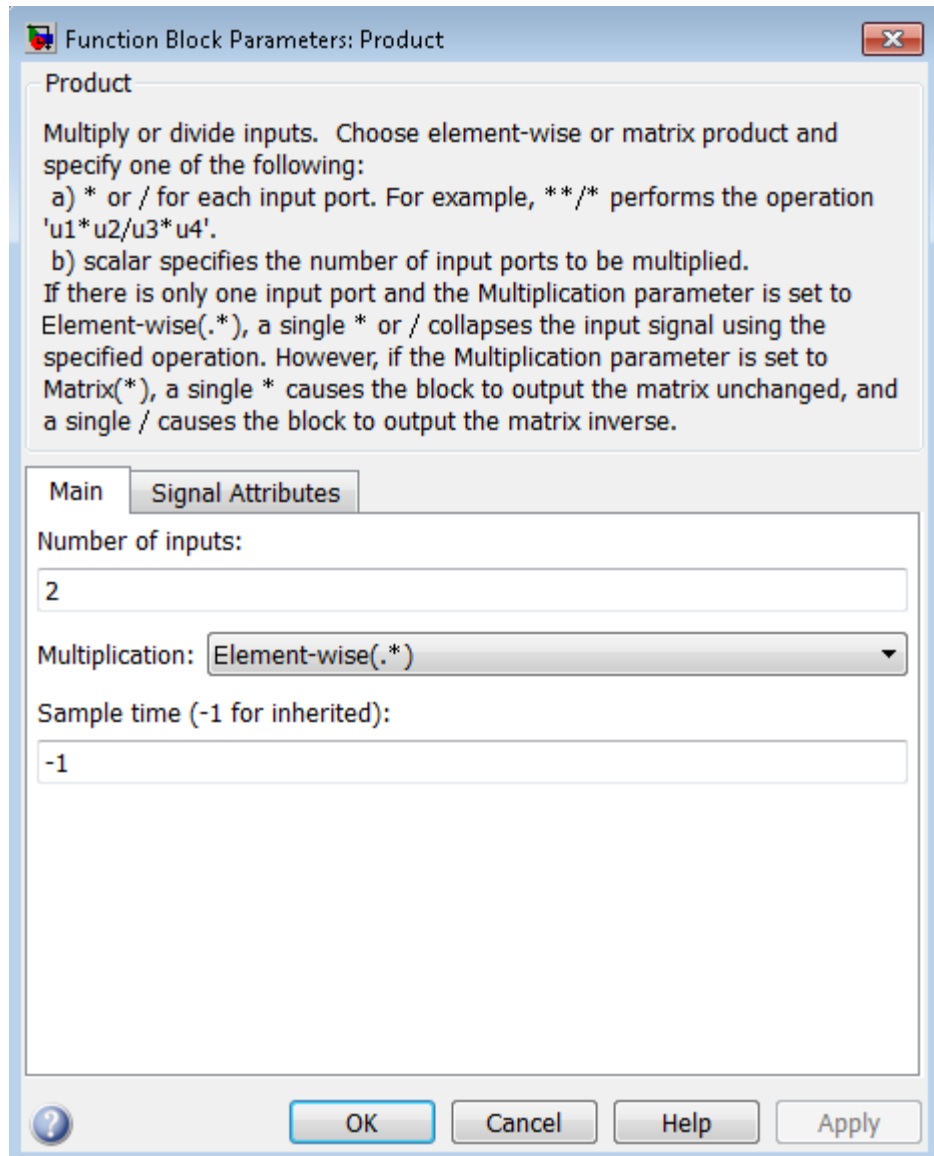 Function Block Parameters: Product
Product
Multiply or divide inputs.  Choose element-wise or matrix product and
specify one of the following:
a) * or / for each input port. For example, **/* performs the operation
'u1*u2/u3*u4'.
b) scalar specifies the number of input ports to be multiplied.
If there is only one input port and the Multiplication parameter is set to
Element-wise(.*), a single * or / collapses the input signal using the
specified operation. However, if the Multiplication parameter is set to
Matrix(*), a single * causes the block to output the matrix unchanged, and
a single / causes the block to output the matrix inverse.
Main Signal Attributes
Number of inputs:
2
Multiplication: Element-wise(.*)
Sample time (-1 for inherited):
-1
? OK Cancel Help Apply